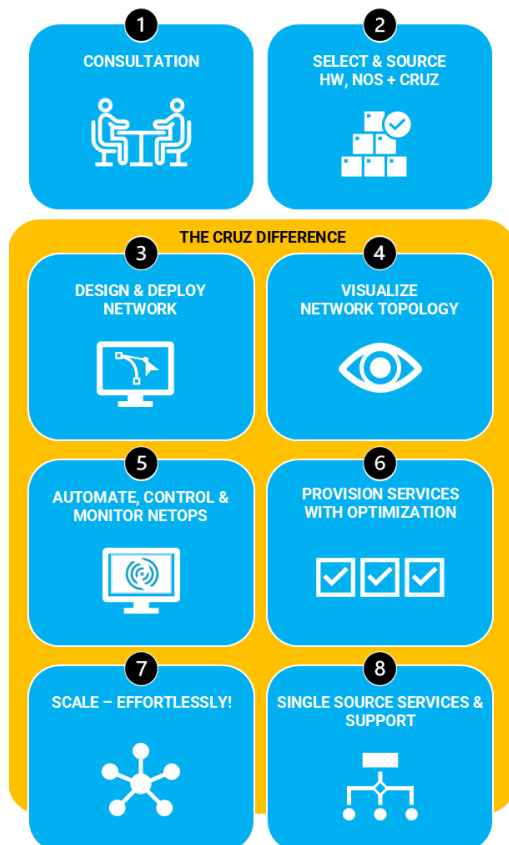 1
CONSULTATION
2
SELECT & SOURCE
HW, NOS + CRUZ
THE CRUZ DIFFERENCE
3
DESIGN & DEPLOY
NETWORK
4
VISUALIZE
NETWORK TOPOLOGY
5
AUTOMATE, CONTROL &
MONITOR NETOPS
6
PROVISION SERVICES
WITH OPTIMIZATION
7
SCALE – EFFORTLESSLY!
8
SINGLE SOURCE SERVICES &
SUPPORT